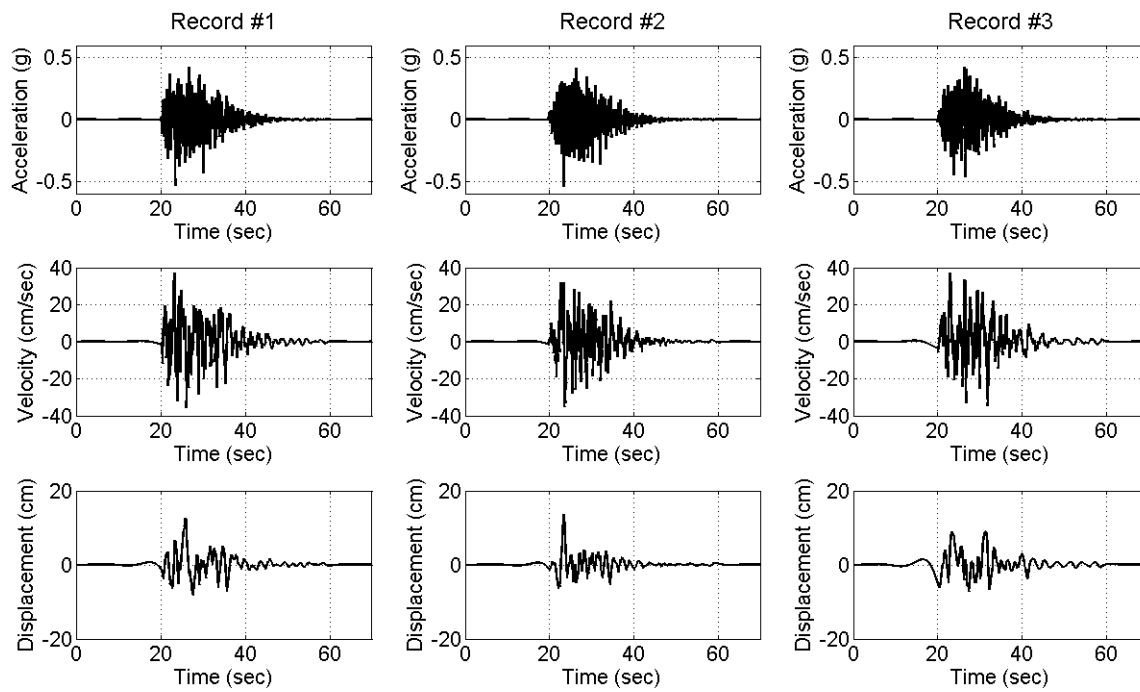 Record #1
Record #2
Record #3
Acceleration (g)
0.5
0
-0.5
0 20 40 60
Time (sec)
Acceleration (g)
0.5
0
-0.5
0 20 40 60
Time (sec)
Acceleration (g)
0.5
0
-0.5
0 20 40 60
Time (sec)
Velocity (cm/sec)
40
20
0
-20
-40
0 20 40 60
Time (sec)
Velocity (cm/sec)
40
20
0
-20
-40
0 20 40 60
Time (sec)
Velocity (cm/sec)
40
20
0
-20
-40
0 20 40 60
Time (sec)
Displacement (cm)
20
0
-20
0 20 40 60
Time (sec)
Displacement (cm)
20
0
-20
0 20 40 60
Time (sec)
Displacement (cm)
20
0
-20
0 20 40 60
Time (sec)